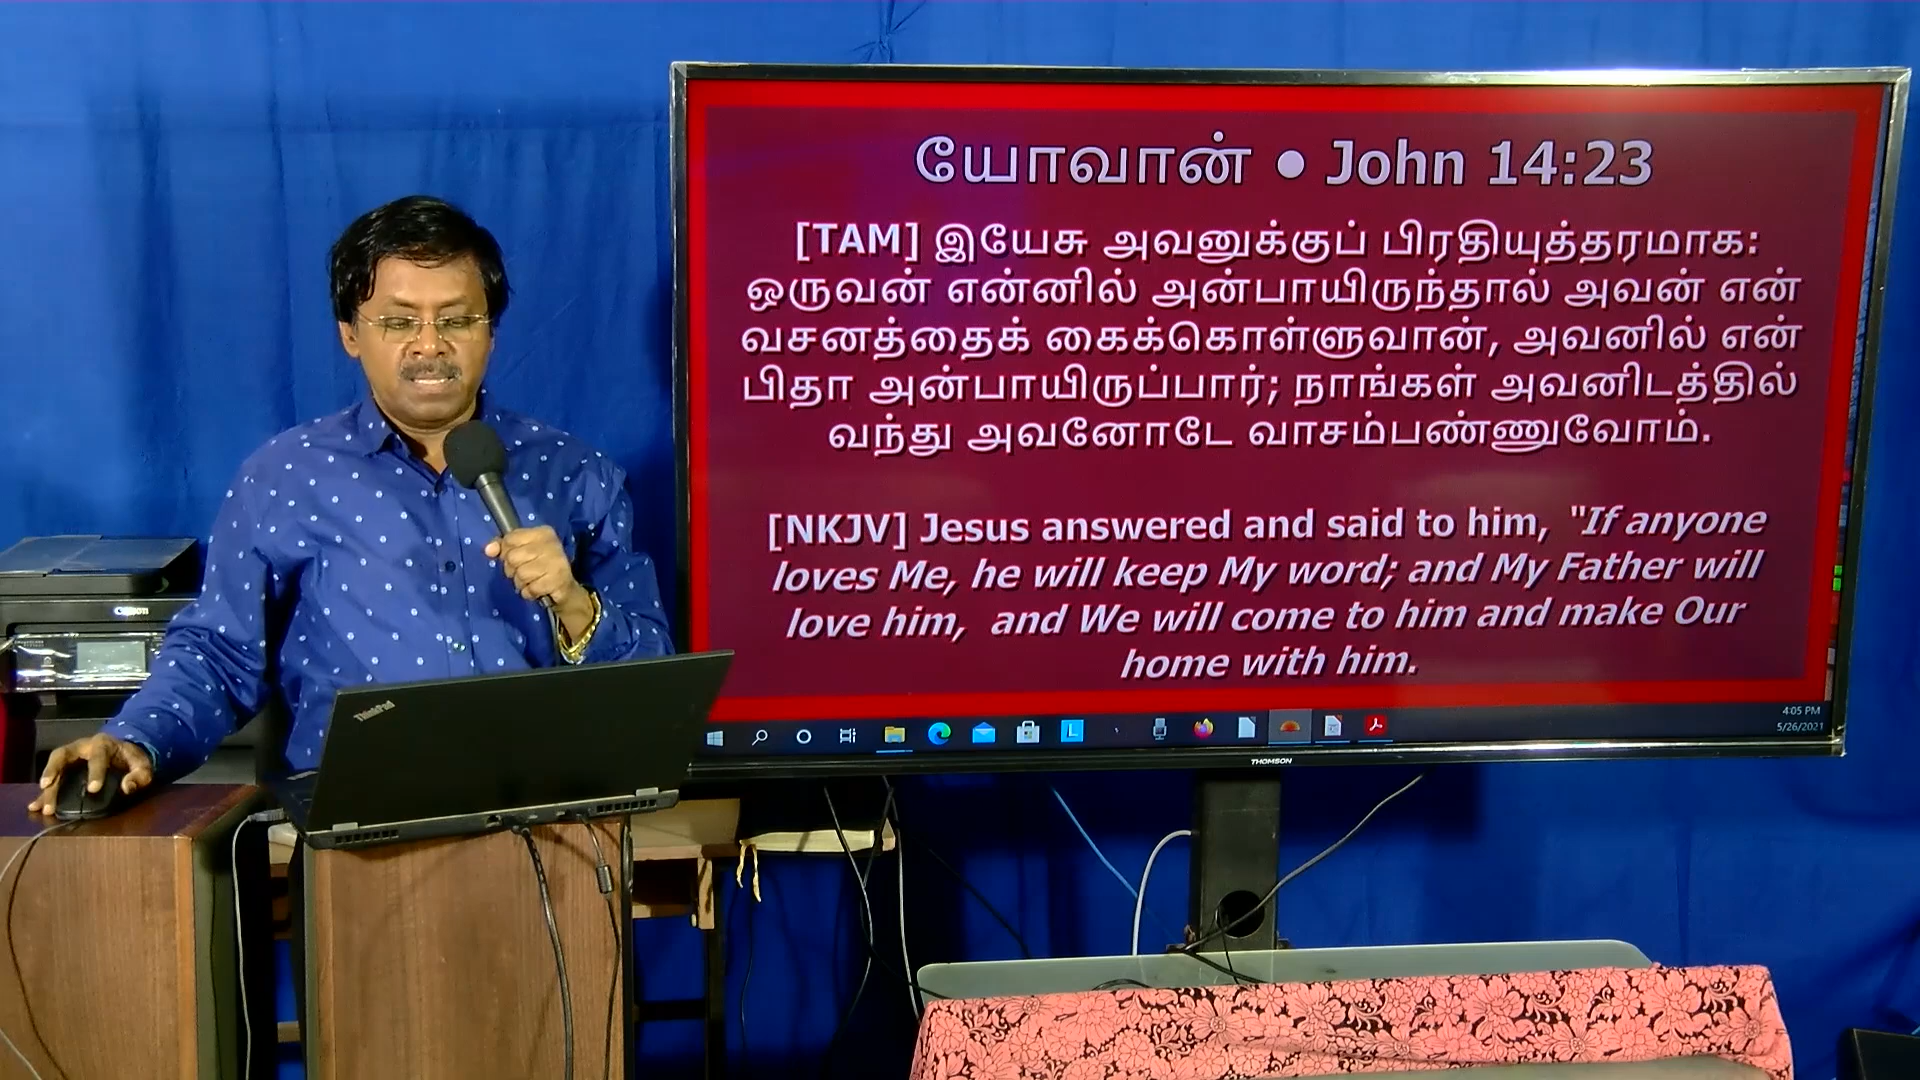 யோவான் • John 14:23
[TAM] இயேசு அவனுக்குப் பிரதியுத்தரமாக:
ஒருவன் என்னில் அன்பாயிருந்தால் அவன் என்
வசனத்தைக் கைக்கொள்ளுவான், அவனில் என்
பிதா அன்பாயிருப்பார்; நாங்கள் அவனிடத்தில்
வந்து அவனோடே வாசம்பண்ணுவோம்.
[NKJV] Jesus answered and said to him, "If anyone
loves Me, he will keep My word; and My Father will
love him, and We will come to him and make Our
home with him.
L
4:05 PM
5/26/2021
THOMSON
Canon
ThinkPad